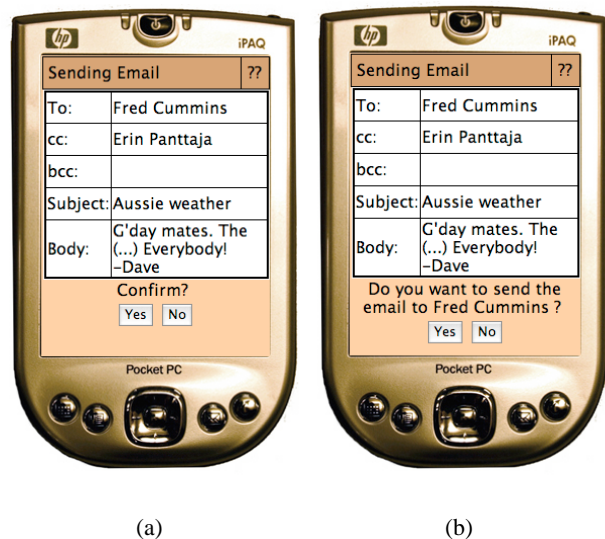 hp
iPAQ
Sending Email ??
To: Fred Cummins
cc: Erin Panttaja
bcc:
Subject: Aussie weather
Body: G'day mates. The
(...) Everybody!
–Dave
Confirm?
Yes No
Pocket PC
(a)
hp
iPAQ
Sending Email ??
To: Fred Cummins
cc: Erin Panttaja
bcc:
Subject: Aussie weather
Body: G'day mates. The
(...) Everybody!
–Dave
Do you want to send the
email to Fred Cummins ?
Yes No
Pocket PC
(b)